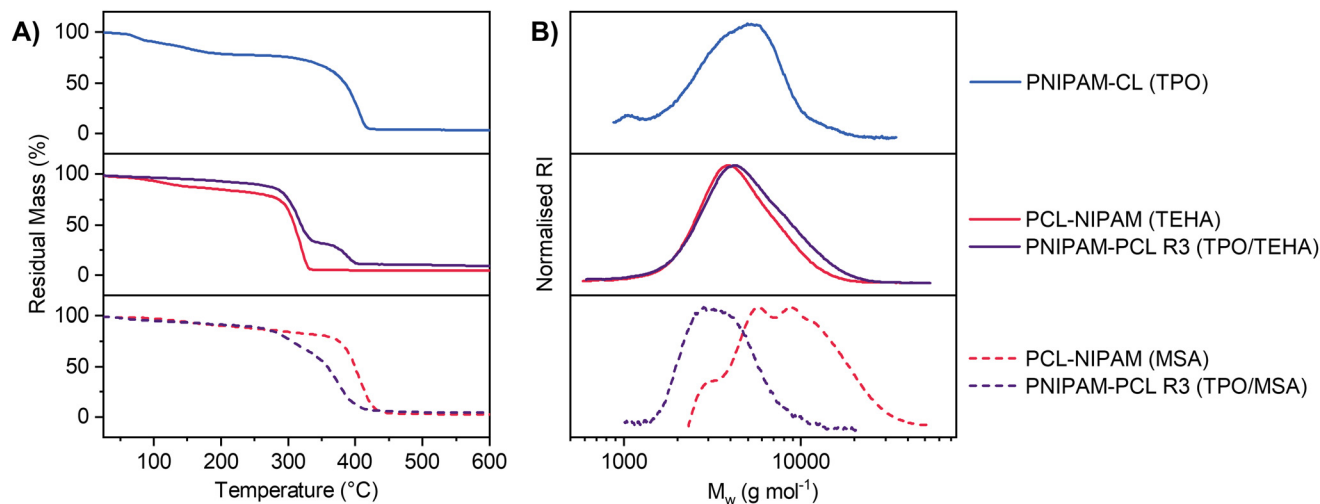 A)
B)
100
50
0
100
50
0
100
50
0
Residual Mass (%)
100 200 300 400 500 600
Temperature (°C)
Normalised RI
1000 10000
M_w (g mol⁻¹)
PNIPAM-CL (TPO)
PCL-NIPAM (TEHA)
PNIPAM-PCL R3 (TPO/TEHA)
PCL-NIPAM (MSA)
PNIPAM-PCL R3 (TPO/MSA)